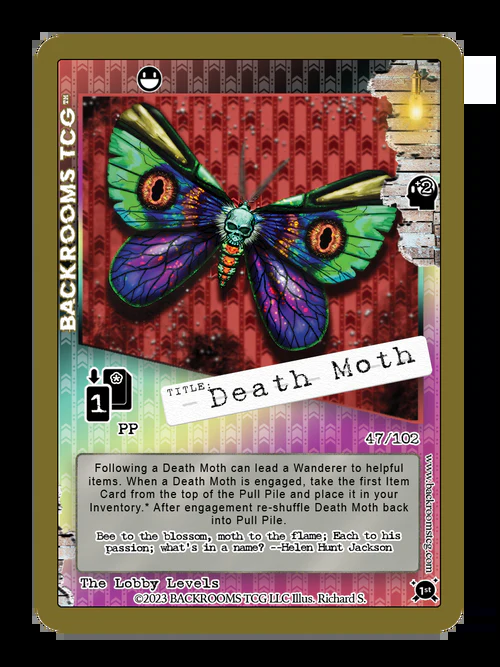 BACKROOMS TCG™
+2
TITLE: Death Moth
1
PP
47/102
Following a Death Moth can lead a Wanderer to helpful
items. When a Death Moth is engaged, take the first Item
Card from the top of the Pull Pile and place it in your
Inventory.* After engagement re-shuffle Death Moth back
into Pull Pile.
Bee to the blossom, moth to the flame; Each to his
passion; what's in a name? --Helen Hunt Jackson
www.backroomstcg.com
The Lobby Levels
©2023 BACKROOMS TCG LLC Illus. Richard S.
1st